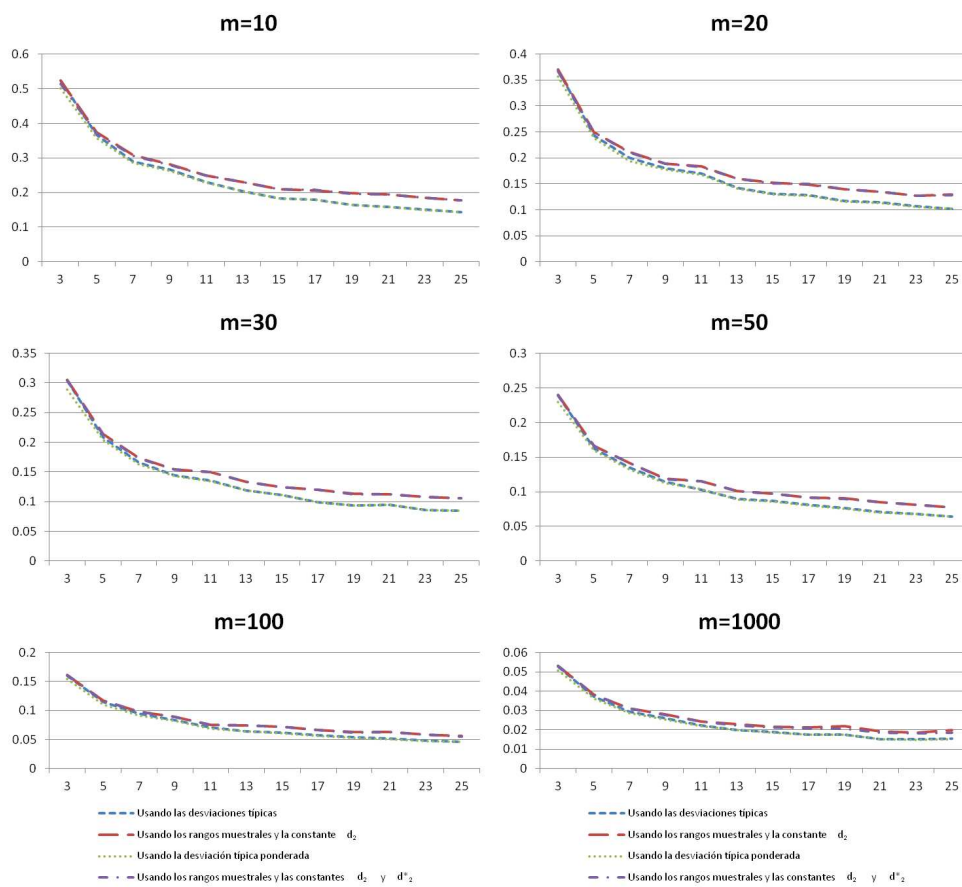 m=10
0.6
0.5
0.4
0.3
0.2
0.1
0
3 5 7 9 11 13 15 17 19 21 23 25
m=20
0.4
0.35
0.3
0.25
0.2
0.15
0.1
0.05
0
3 5 7 9 11 13 15 17 19 21 23 25
m=30
0.35
0.3
0.25
0.2
0.15
0.1
0.05
0
3 5 7 9 11 13 15 17 19 21 23 25
m=50
0.3
0.25
0.2
0.15
0.1
0.05
0
3 5 7 9 11 13 15 17 19 21 23 25
m=100
0.2
0.15
0.1
0.05
0
3 5 7 9 11 13 15 17 19 21 23 25
m=1000
0.06
0.05
0.04
0.03
0.02
0.01
0
3 5 7 9 11 13 15 17 19 21 23 25
Usando las desviaciones típicas
Usando los rangos muestrales y la constante d₂
Usando la desviación típica ponderada
Usando los rangos muestrales y las constantes d₂ y d*₂
Usando las desviaciones típicas
Usando los rangos muestrales y la constante d₂
Usando la desviación típica ponderada
Usando los rangos muestrales y las constantes d₂ y d*₂